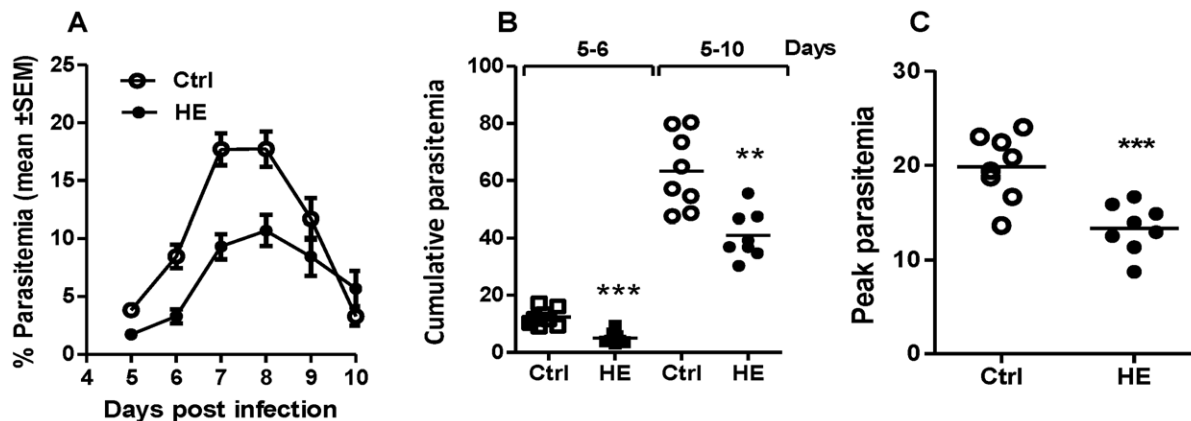 A
% Parasitemia (mean ±SEM)
25
20
15
10
5
0
Ctrl
HE
4 5 6 7 8 9 10
Days post infection
B
5-6 5-10 Days
Cumulative parasitemia
100
80
60
40
20
0
***
**
Ctrl HE Ctrl HE
C
Peak parasitemia
30
20
10
0
***
Ctrl HE